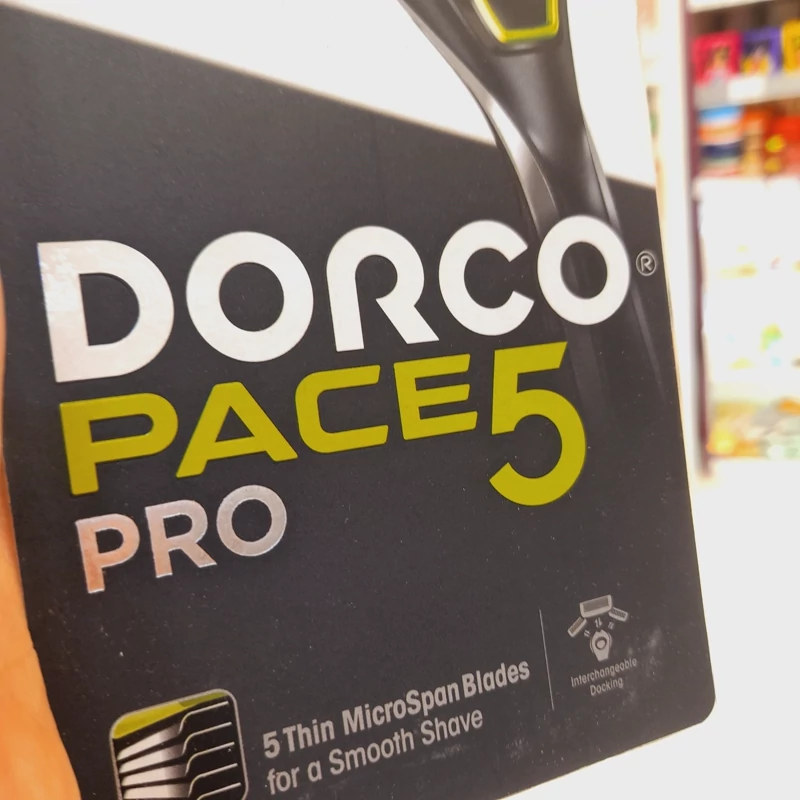 DORCO®
PACE5
PRO
5 Thin MicroSpan Blades
for a Smooth Shave
Interchangeable
Docking